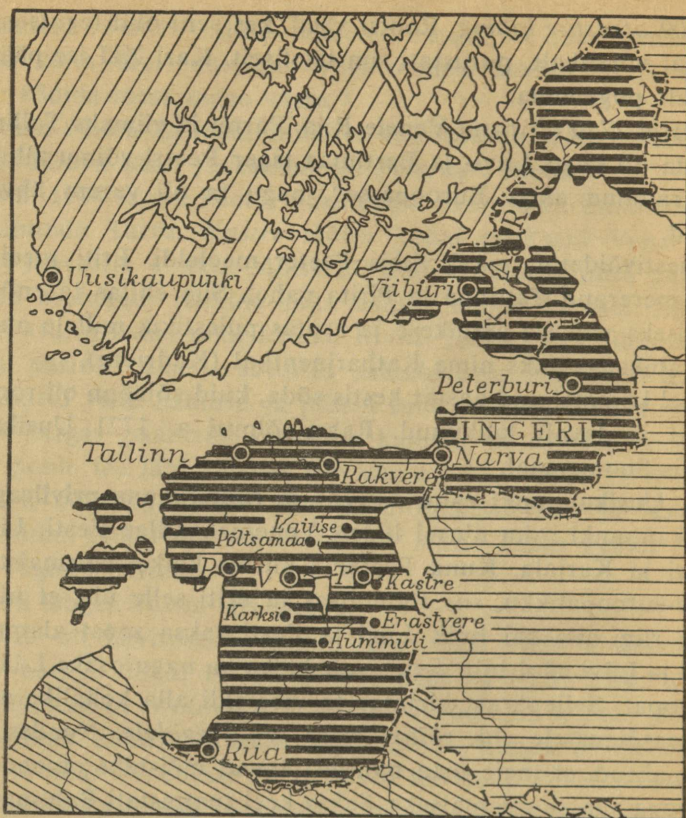 KARJALA
Uusikaupunki
Viiburi
Peterburi
INGERI
Tallinn
Narva
Rakvere
Laiuse
Põltsamaa
P
V
T
Kastre
Karksi
Erastvere
Hummuli
Riia